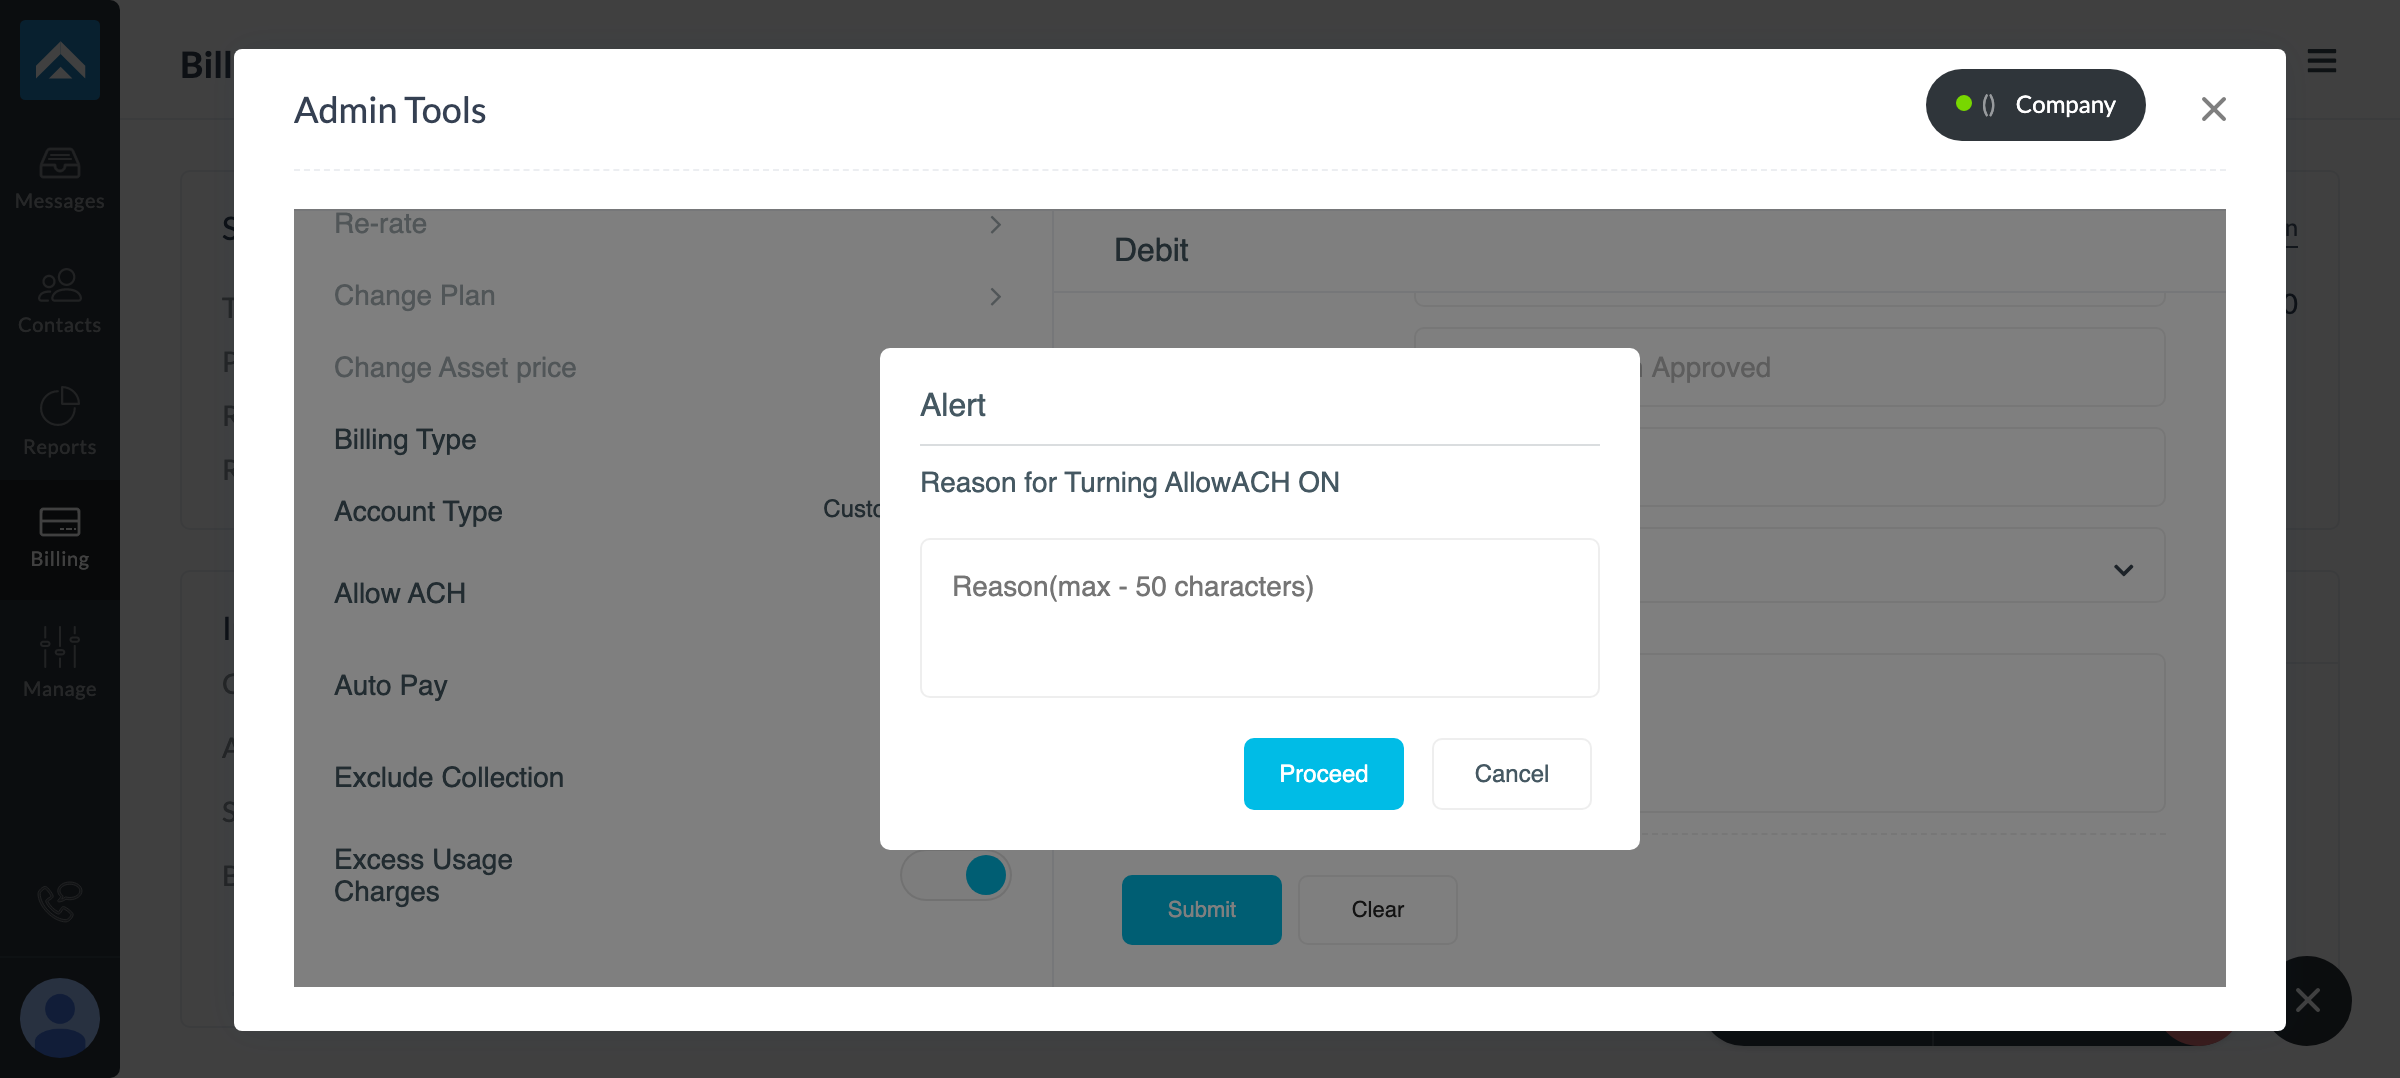 Messages
Contacts
Reports
Billing
Manage
Admin Tools
() Company
Re-rate
Change Plan
Change Asset price
Billing Type
Account Type
Allow ACH
Auto Pay
Exclude Collection
Excess Usage
Charges
Debit
Approved
Alert
Reason for Turning AllowACH ON
Reason(max - 50 characters)
Proceed
Cancel
Submit
Clear